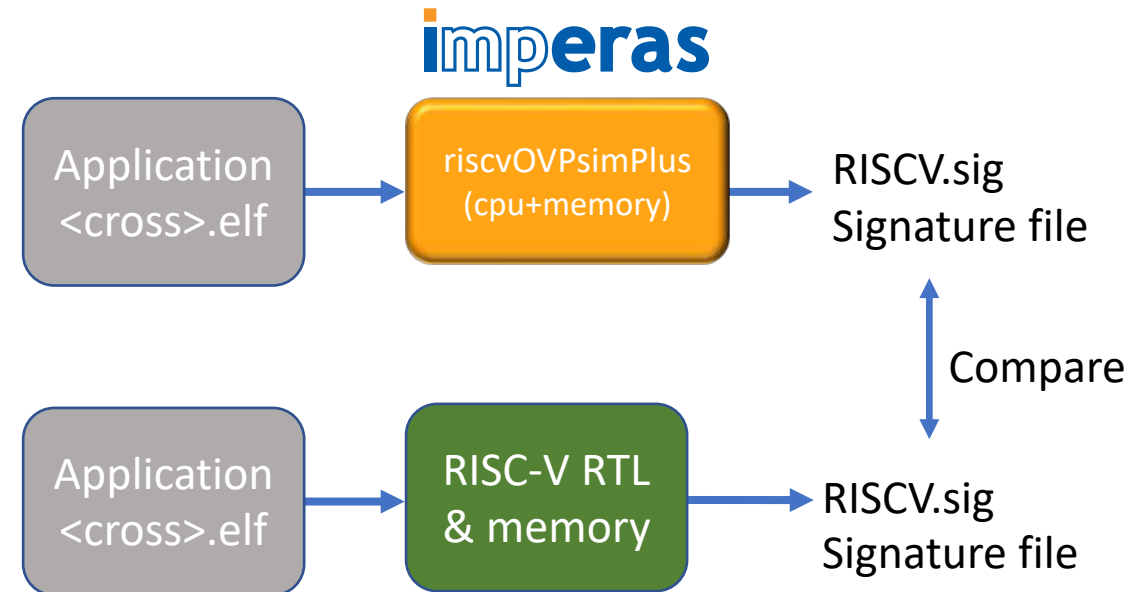 imperas
Application
<cross>.elf
riscvOVPsimPlus
(cpu+memory)
RISCV.sig
Signature file
Compare
Application
<cross>.elf
RISC-V RTL
& memory
RISCV.sig
Signature file